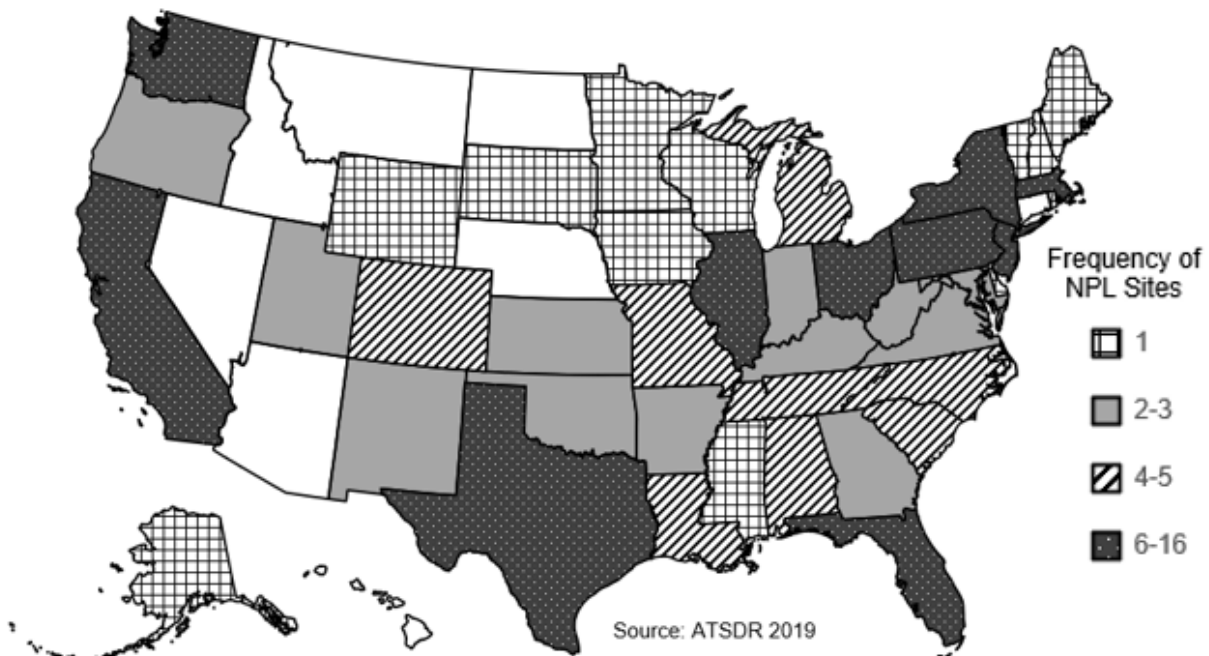 Frequency of
NPL Sites
1
2-3
4-5
6-16
Source: ATSDR 2019